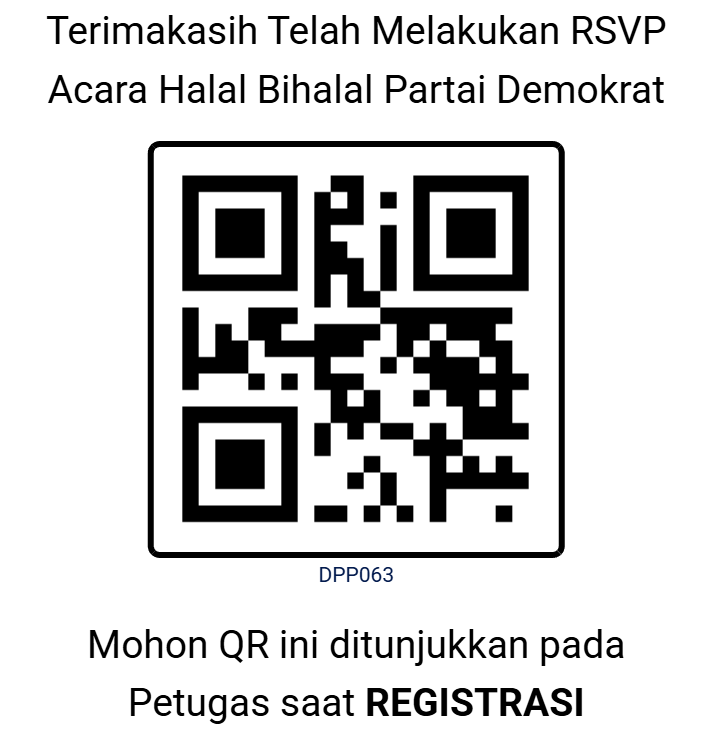 Terimakasih Telah Melakukan RSVP
Acara Halal Bihalal Partai Demokrat
DPP063
Mohon QR ini ditunjukkan pada
Petugas saat REGISTRASI